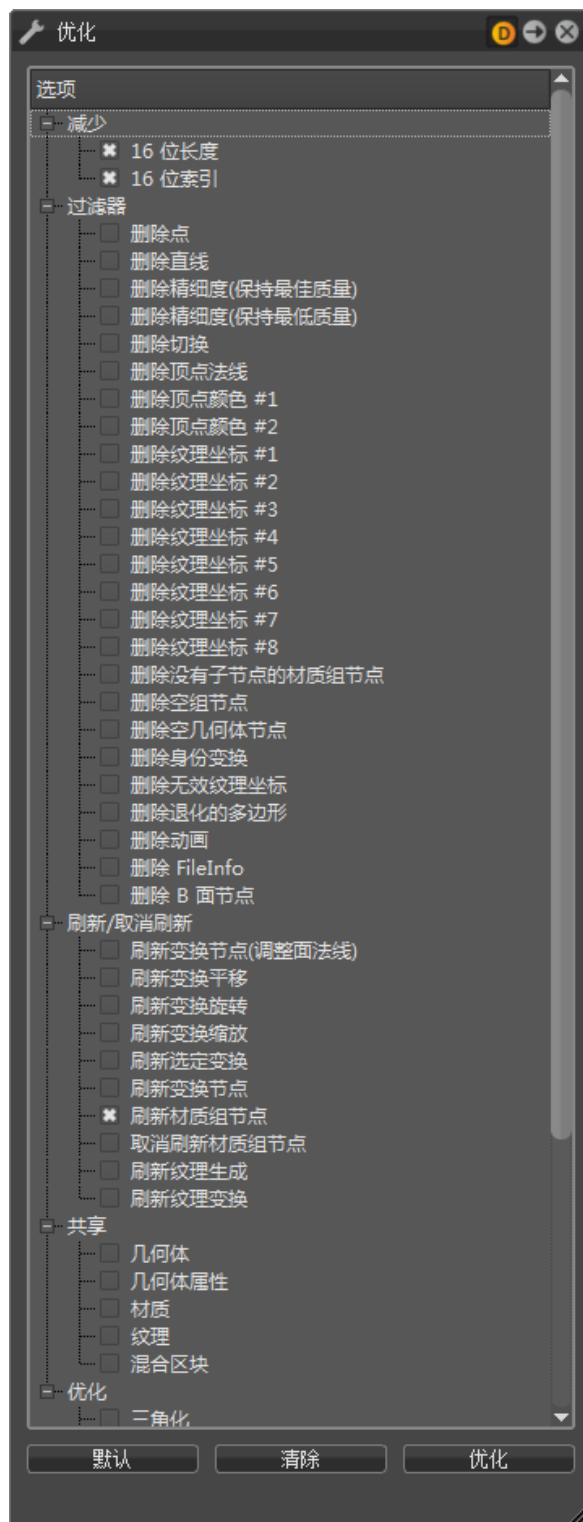 优化
D
选项
减少
16 位长度
16 位索引
过滤器
删除点
删除直线
删除精细度(保持最佳质量)
删除精细度(保持最低质量)
删除切换
删除顶点法线
删除顶点颜色 #1
删除顶点颜色 #2
删除纹理坐标 #1
删除纹理坐标 #2
删除纹理坐标 #3
删除纹理坐标 #4
删除纹理坐标 #5
删除纹理坐标 #6
删除纹理坐标 #7
删除纹理坐标 #8
删除没有子节点的材质组节点
删除空组节点
删除空几何体节点
删除身份变换
删除无效纹理坐标
删除退化的多边形
删除动画
删除 FileInfo
删除 B 面节点
刷新/取消刷新
刷新变换节点(调整面法线)
刷新变换平移
刷新变换旋转
刷新变换缩放
刷新选定变换
刷新变换节点
刷新材质组节点
取消刷新材质组节点
刷新纹理生成
刷新纹理变换
共享
几何体
几何体属性
材质
纹理
混合区块
优化
三角化
默认 清除 优化